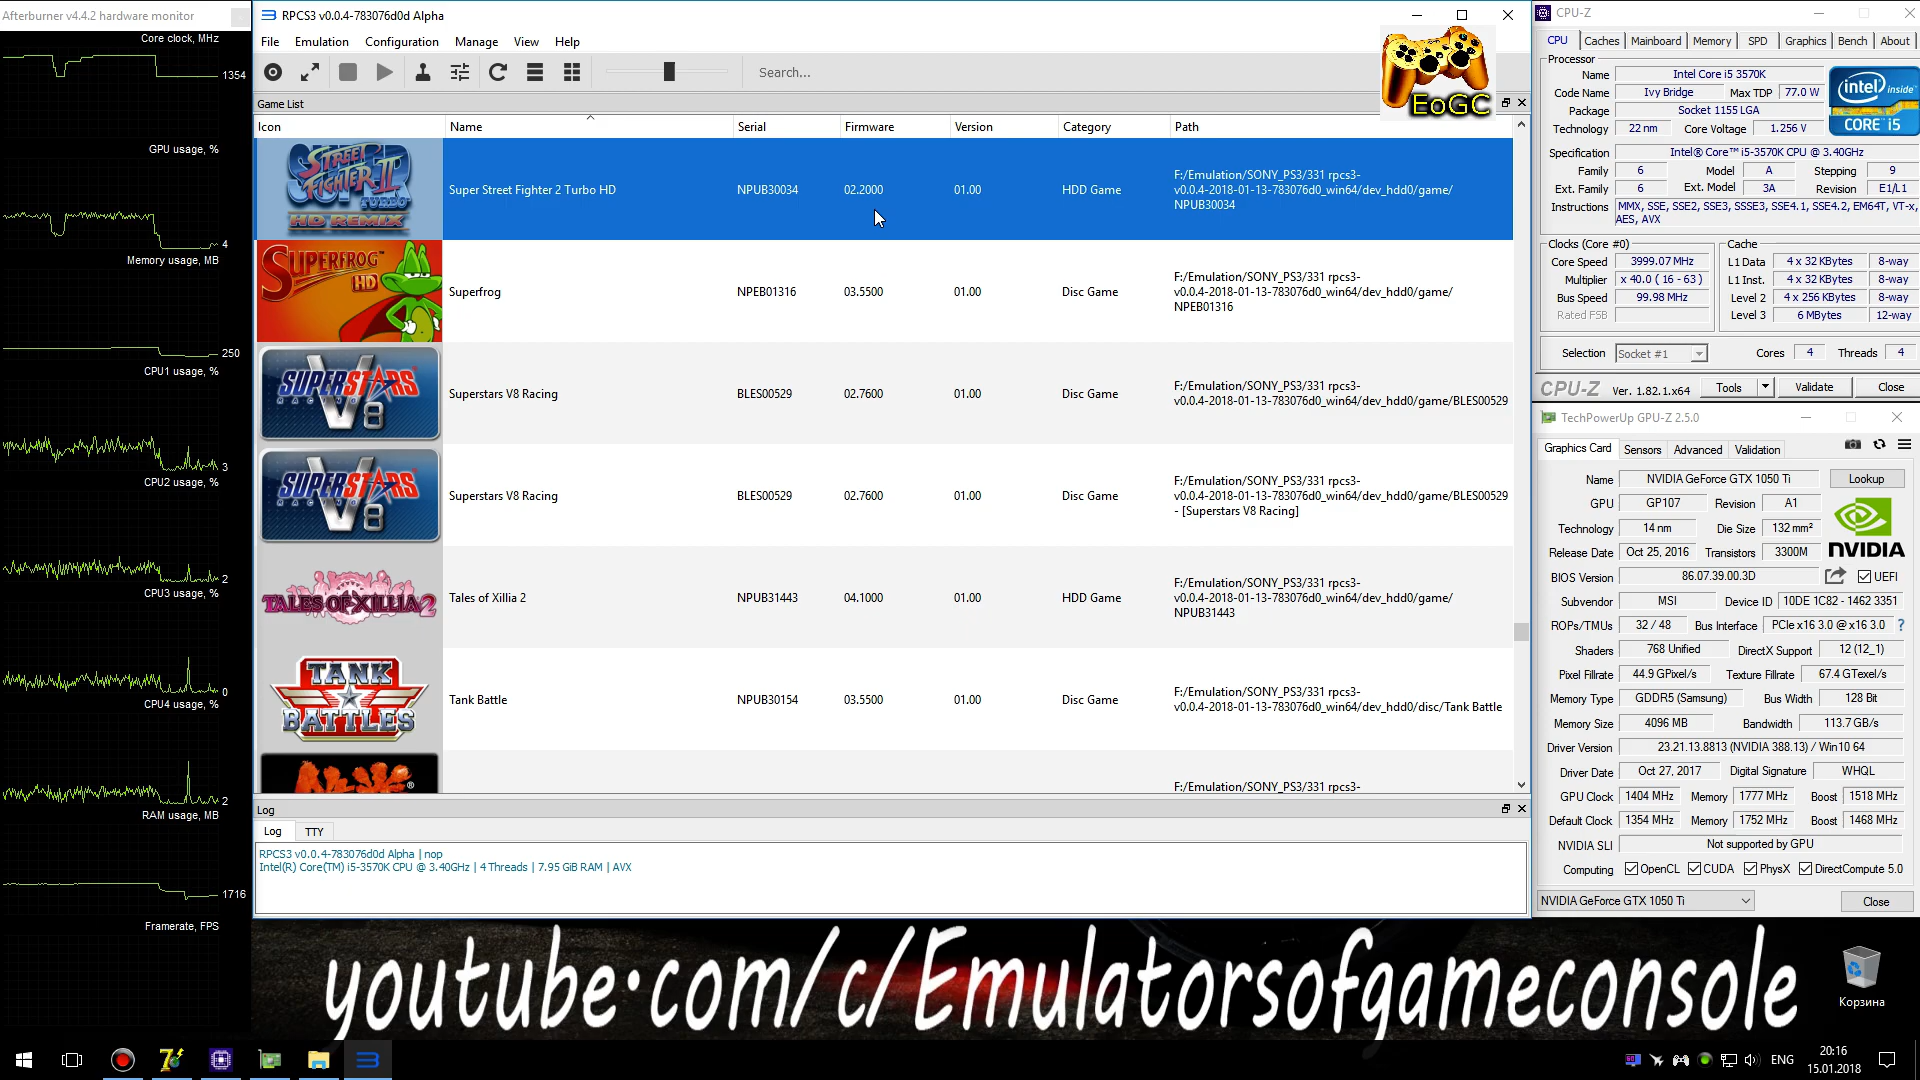 Afterburner v4.4.2 hardware monitor
Core clock, MHz
1354
GPU usage, %
4
Memory usage, MB
250
CPU1 usage, %
3
CPU2 usage, %
2
CPU3 usage, %
0
CPU4 usage, %
2
RAM usage, MB
1716
Framerate, FPS
RPCS3 v0.0.4-783076d0d Alpha
File Emulation Configuration Manage View Help
Search...
EoGC
Game List
Icon Name Serial Firmware Version Category Path
STREET FIGHTER II TURBO HD REMIX
Super Street Fighter 2 Turbo HD NPUB30034 02.2000 01.00 HDD Game
F:/Emulation/SONY_PS3/331 rpcs3-
v0.0.4-2018-01-13-783076d0_win64/dev_hdd0/game/
NPUB30034
SUPERFROG HD
Superfrog NPEB01316 03.5500 01.00 Disc Game
F:/Emulation/SONY_PS3/331 rpcs3-
v0.0.4-2018-01-13-783076d0_win64/dev_hdd0/game/
NPEB01316
SUPERSTARS V8 RACING
Superstars V8 Racing BLES00529 02.7600 01.00 Disc Game
F:/Emulation/SONY_PS3/331 rpcs3-
v0.0.4-2018-01-13-783076d0_win64/dev_hdd0/game/BLES00529
SUPERSTARS V8 RACING
Superstars V8 Racing BLES00529 02.7600 01.00 Disc Game
F:/Emulation/SONY_PS3/331 rpcs3-
v0.0.4-2018-01-13-783076d0_win64/dev_hdd0/game/BLES00529
- [Superstars V8 Racing]
TALES OF XILLIA 2
Tales of Xillia 2 NPUB31443 04.1000 01.00 HDD Game
F:/Emulation/SONY_PS3/331 rpcs3-
v0.0.4-2018-01-13-783076d0_win64/dev_hdd0/game/
NPUB31443
TANK BATTLES
Tank Battle NPUB30154 03.5500 01.00 Disc Game
F:/Emulation/SONY_PS3/331 rpcs3-
v0.0.4-2018-01-13-783076d0_win64/dev_hdd0/disc/Tank Battle
F:/Emulation/SONY_PS3/331 rpcs3-
Log
Log TTY
RPCS3 v0.0.4-783076d0d Alpha | nop
Intel(R) Core(TM) i5-3570K CPU @ 3.40GHz | 4 Threads | 7.95 GiB RAM | AVX
CPU-Z
CPU Caches Mainboard Memory SPD Graphics Bench About
Processor
Name Intel Core i5 3570K
Code Name Ivy Bridge Max TDP 77.0 W
Package Socket 1155 LGA
Technology 22 nm Core Voltage 1.256 V
intel inside™
CORE i5
Specification Intel® Core™ i5-3570K CPU @ 3.40GHz
Family 6 Model A Stepping 9
Ext. Family 6 Ext. Model 3A Revision E1/L1
Instructions MMX, SSE, SSE2, SSE3, SSSE3, SSE4.1, SSE4.2, EM64T, VT-x,
AES, AVX
Clocks (Core #0)
Core Speed 3999.07 MHz
Multiplier x 40.0 ( 16 - 63 )
Bus Speed 99.98 MHz
Rated FSB
Cache
L1 Data 4 x 32 KBytes 8-way
L1 Inst. 4 x 32 KBytes 8-way
Level 2 4 x 256 KBytes 8-way
Level 3 6 MBytes 12-way
Selection Socket #1 Cores 4 Threads 4
CPU-Z Ver. 1.82.1.x64 Tools Validate Close
TechPowerUp GPU-Z 2.5.0
Graphics Card Sensors Advanced Validation
Name NVIDIA GeForce GTX 1050 Ti Lookup
GPU GP107 Revision A1
Technology 14 nm Die Size 132 mm²
Release Date Oct 25, 2016 Transistors 3300M
NVIDIA
BIOS Version 86.07.39.00.3D UEFI
Subvendor MSI Device ID 10DE 1C82 - 1462 3351
ROPs/TMUs 32 / 48 Bus Interface PCIe x16 3.0 @ x16 3.0 ?
Shaders 768 Unified DirectX Support 12 (12_1)
Pixel Fillrate 44.9 GPixel/s Texture Fillrate 67.4 GTexel/s
Memory Type GDDR5 (Samsung) Bus Width 128 Bit
Memory Size 4096 MB Bandwidth 113.7 GB/s
Driver Version 23.21.13.8813 (NVIDIA 388.13) / Win10 64
Driver Date Oct 27, 2017 Digital Signature WHQL
GPU Clock 1404 MHz Memory 1777 MHz Boost 1518 MHz
Default Clock 1354 MHz Memory 1752 MHz Boost 1468 MHz
NVIDIA SLI Not supported by GPU
Computing OpenCL CUDA PhysX DirectCompute 5.0
NVIDIA GeForce GTX 1050 Ti Close
youtube.com/c/Emulatorsofgameconsole
Корзина
ENG
20:16
15.01.2018